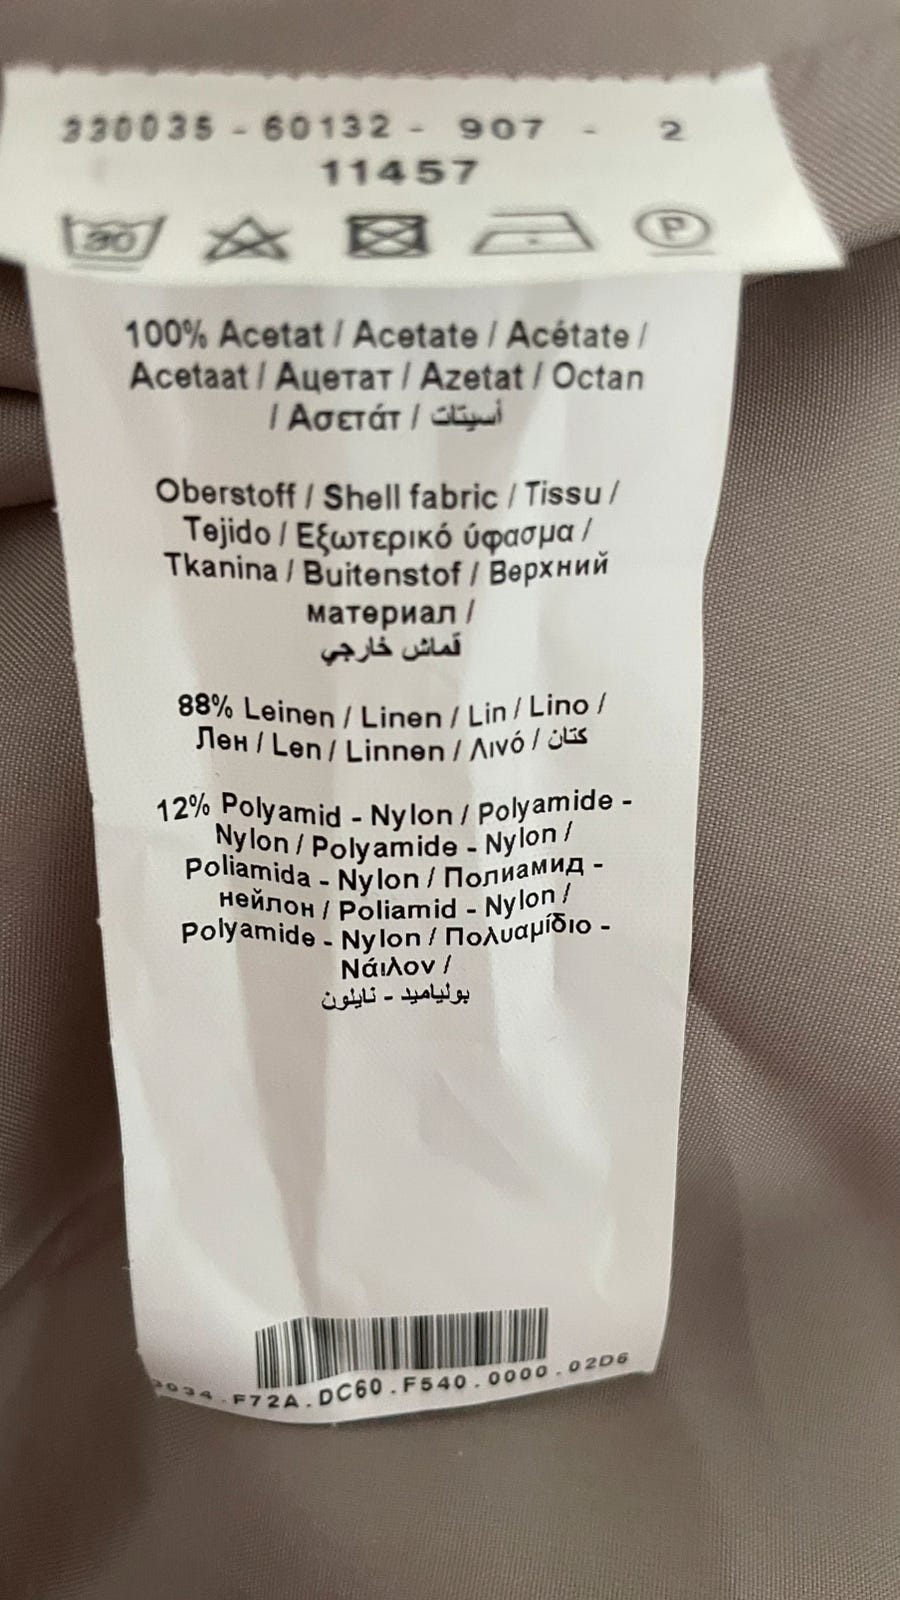 330035 - 60132 - 907 - 2
11457
30
P
100% Acetat / Acetate / Acétate /
Acetaat / Ацетат / Azetat / Octan
/ Ασετάτ / أسيتات
Oberstoff / Shell fabric / Tissu /
Tejido / Εξωτερικό ύφασμα /
Tkanina / Buitenstof / Верхний
материал /
قماش خارجي
88% Leinen / Linen / Lin / Lino /
Лен / Len / Linnen / Λινό / كتان
12% Polyamid - Nylon / Polyamide -
Nylon / Polyamide - Nylon /
Poliamida - Nylon / Полиамид -
нейлон / Poliamid - Nylon /
Polyamide - Nylon / Πολυαμίδιο -
Νάιλον /
بولياميد - نايلون
3034.F72A.DC60.F540.0000.02D6